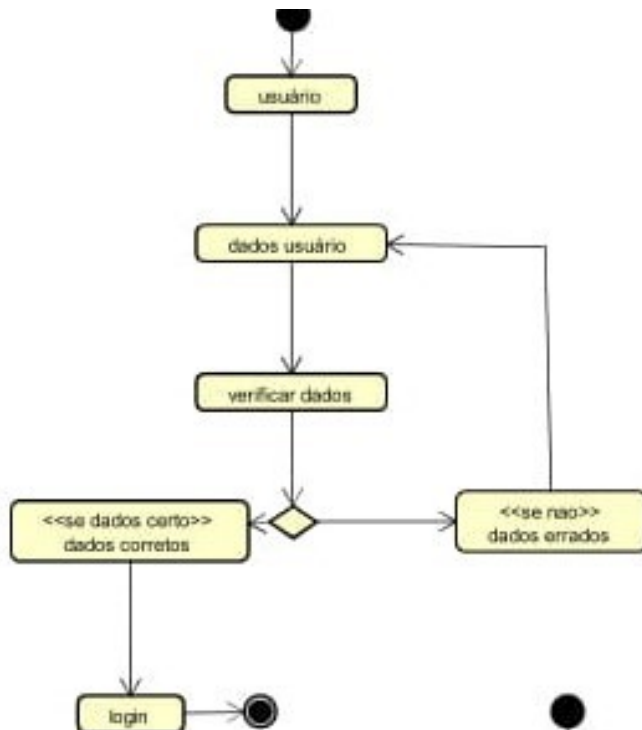 usuário
dados usuário
verificar dados
<<se dados certo>>
dados corretos
<<se nao>>
dados errados
login